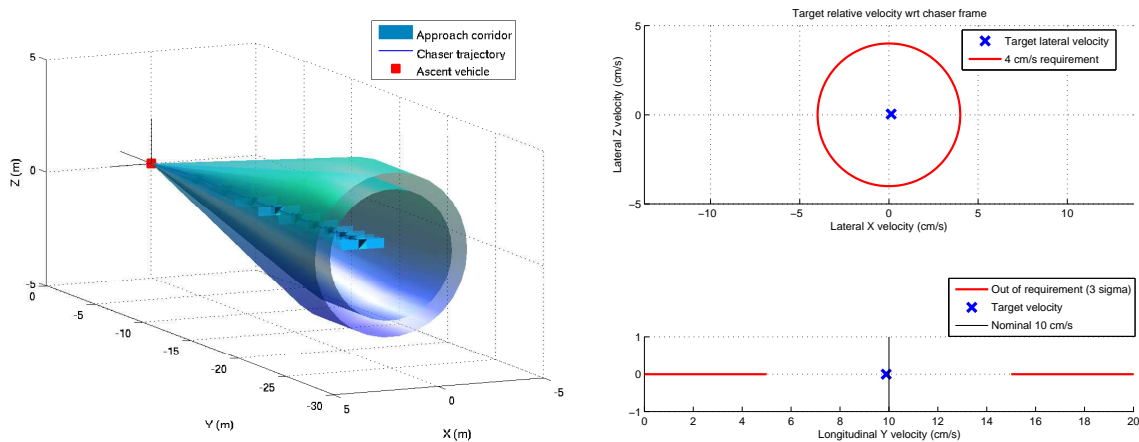 Approach corridor
Chaser trajectory
Ascent vehicle
5
0
-5
Z (m)
0
-5
-10
-15
-20
-25
-30
Y (m)
5
0
-5
X (m)
Target relative velocity wrt chaser frame
Target lateral velocity
4 cm/s requirement
5
0
−5
Lateral Z velocity (cm/s)
−10
−5
0
5
10
Lateral X velocity (cm/s)
Out of requirement (3 sigma)
Target velocity
Nominal 10 cm/s
1
0
−1
0
2
4
6
8
10
12
14
16
18
20
Longitudinal Y velocity (cm/s)